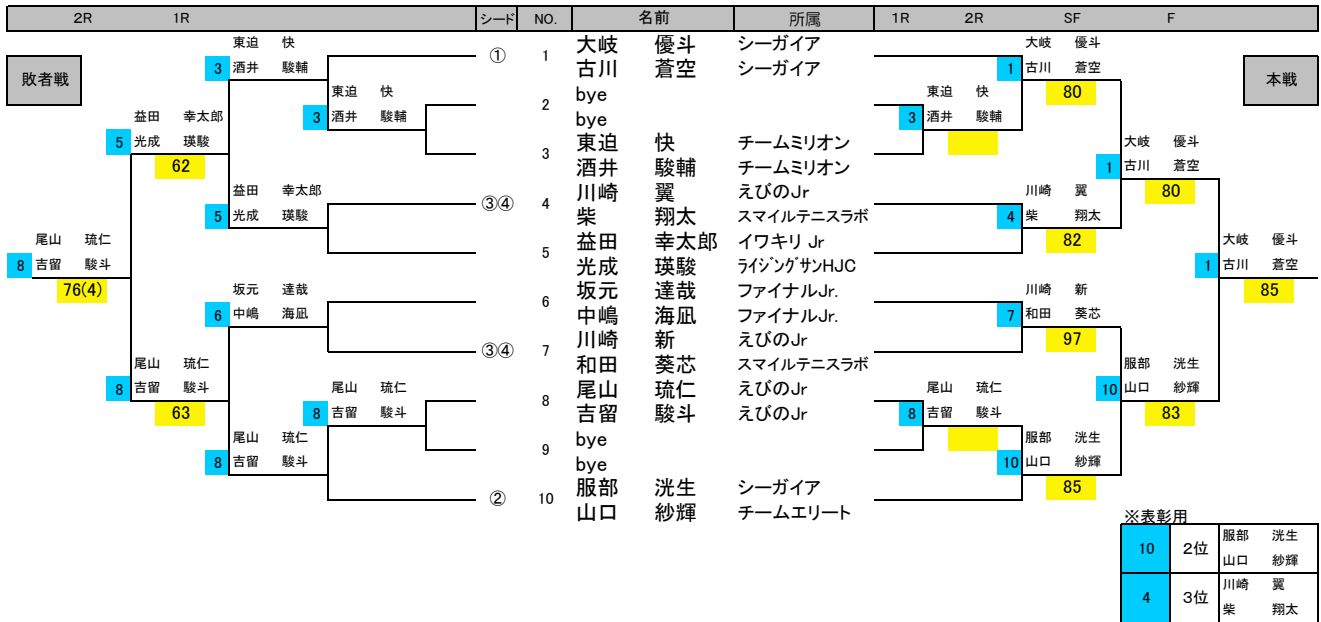 2R 1R シード NO. 名前 所属 1R 2R SF F
敗者戦
本戦
① 1 大岐 優斗 シーガイア
古川 蒼空 シーガイア
2 bye
bye
3 東迫 快 チームミリオン
酒井 駿輔 チームミリオン
③④ 4 川崎 翼 えびのJr
柴 翔太 スマイルテニスラボ
5 益田 幸太郎 イワキリ Jr
光成 瑛駿 ライジングサンHJC
6 坂元 達哉 ファイナルJr.
中嶋 海凪 ファイナルJr.
③④ 7 川崎 新 えびのJr
和田 葵芯 スマイルテニスラボ
8 尾山 琉仁 えびのJr
吉留 駿斗 えびのJr
9 bye
bye
② 10 服部 洸生 シーガイア
山口 紗輝 チームエリート
東迫 快
3 酒井 駿輔
東迫 快
3 酒井 駿輔
益田 幸太郎
5 光成 瑛駿
62
益田 幸太郎
5 光成 瑛駿
尾山 琉仁
8 吉留 駿斗
76(4)
坂元 達哉
6 中嶋 海凪
尾山 琉仁
8 吉留 駿斗
63
尾山 琉仁
8 吉留 駿斗
尾山 琉仁
8 吉留 駿斗
東迫 快
3 酒井 駿輔
尾山 琉仁
8 吉留 駿斗
大岐 優斗
1 古川 蒼空
80
川崎 翼
4 柴 翔太
82
川崎 新
7 和田 葵芯
97
服部 洸生
10 山口 紗輝
85
大岐 優斗
1 古川 蒼空
80
服部 洸生
10 山口 紗輝
83
大岐 優斗
1 古川 蒼空
85
※表彰用
10 2位 服部 洸生
山口 紗輝
4 3位 川崎 翼
柴 翔太